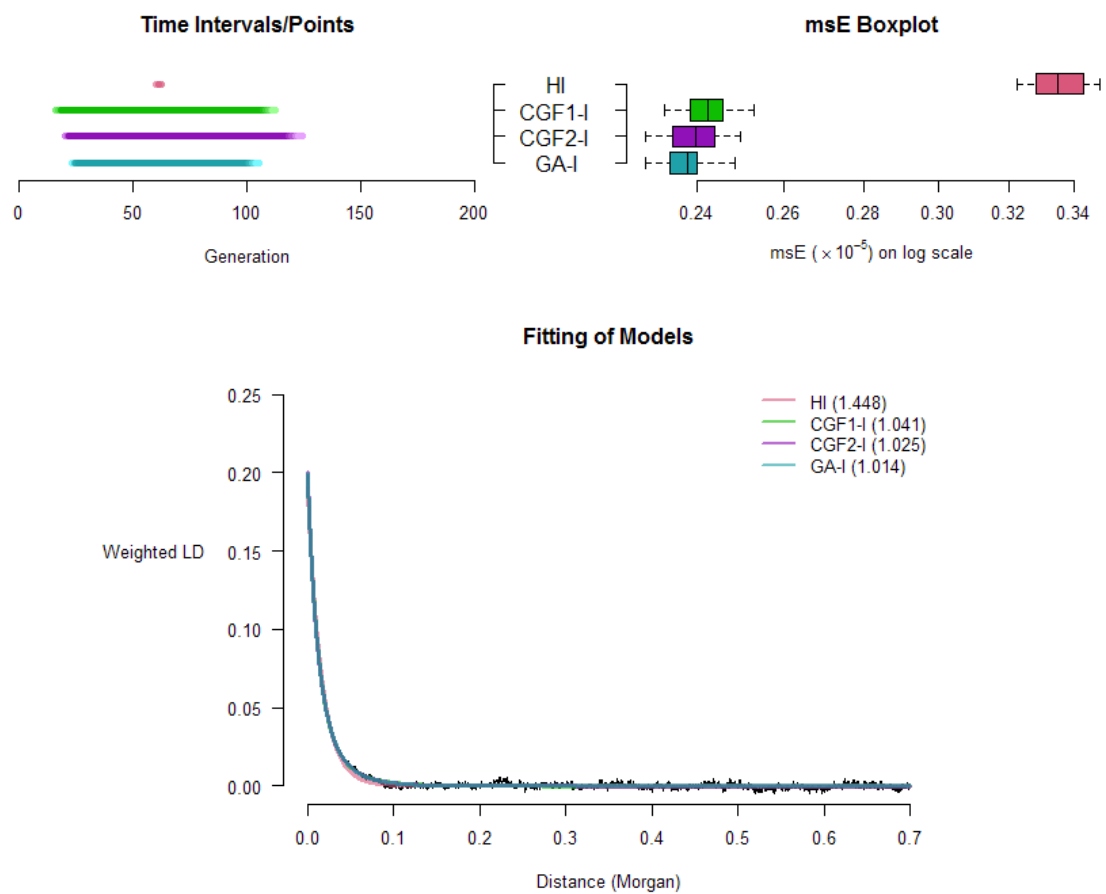 Time Intervals/Points
msE Boxplot
HI
CGF1-I
CGF2-I
GA-I
0 50 100 150 200
Generation
0.24 0.26 0.28 0.30 0.32 0.34
msE (×10⁻⁵) on log scale
Fitting of Models
HI (1.448)
CGF1-I (1.041)
CGF2-I (1.025)
GA-I (1.014)
0.25
0.20
0.15
0.10
0.05
0.00
Weighted LD
0.0 0.1 0.2 0.3 0.4 0.5 0.6 0.7
Distance (Morgan)